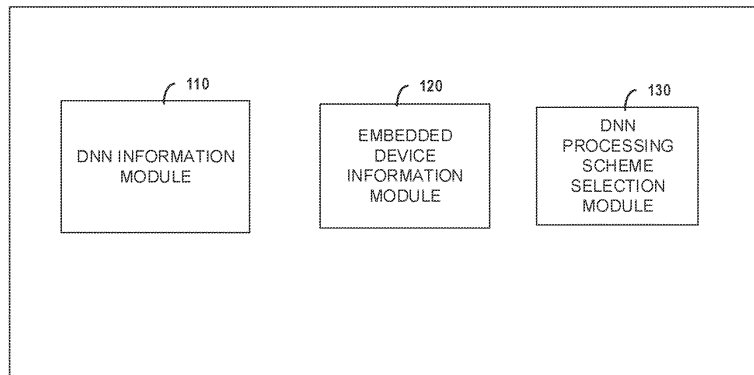 110
DNN INFORMATION
MODULE
120
EMBEDDED
DEVICE
INFORMATION
MODULE
130
DNN
PROCESSING
SCHEME
SELECTION
MODULE